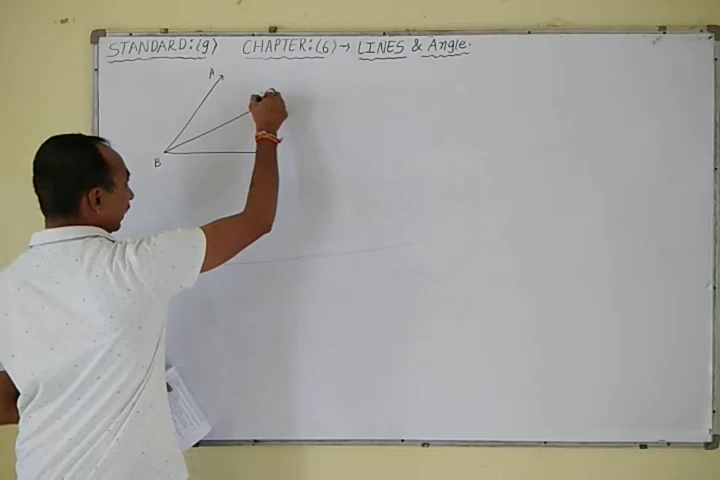 STANDARD:(9) CHAPTER:(6)→ LINES & Angle.
A
B